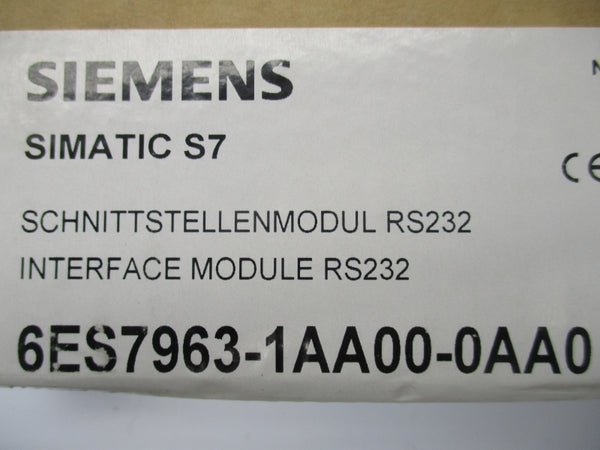 SIEMENS
N
SIMATIC S7
CE
SCHNITTSTELLENMODUL RS232
INTERFACE MODULE RS232
6ES7963-1AA00-0AA0